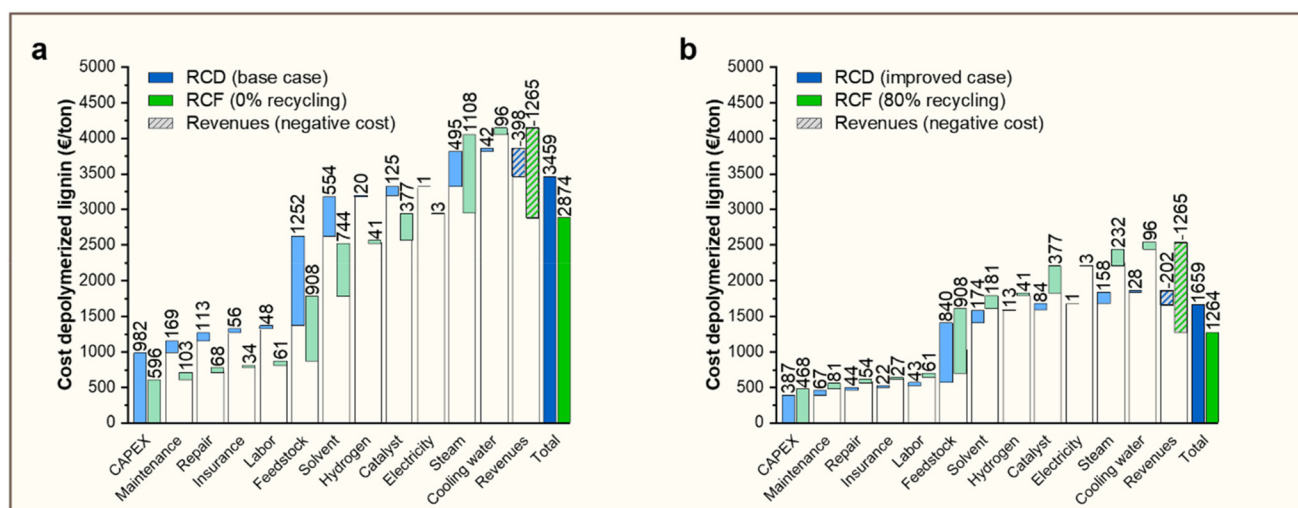 a
5000
4500
4000
3500
3000
2500
2000
1500
1000
500
0
Cost depolymerized lignin (€/ton)
RCD (base case)
RCF (0% recycling)
Revenues (negative cost)
982
596
169
103
113
68
56
34
48
61
1252
908
554
744
20
41
125
377
1
3
495
1108
42
96
-398
-1265
3459
2874
CAPEX
Maintenance
Repair
Insurance
Labor
Feedstock
Solvent
Hydrogen
Catalyst
Electricity
Steam
Cooling water
Revenues
Total
b
5000
4500
4000
3500
3000
2500
2000
1500
1000
500
0
Cost depolymerized lignin (€/ton)
RCD (improved case)
RCF (80% recycling)
Revenues (negative cost)
387
468
67
81
44
54
22
27
43
61
840
908
174
181
13
41
84
377
1
3
158
232
28
96
-202
-1265
1659
1264
CAPEX
Maintenance
Repair
Insurance
Labor
Feedstock
Solvent
Hydrogen
Catalyst
Electricity
Steam
Cooling water
Revenues
Total